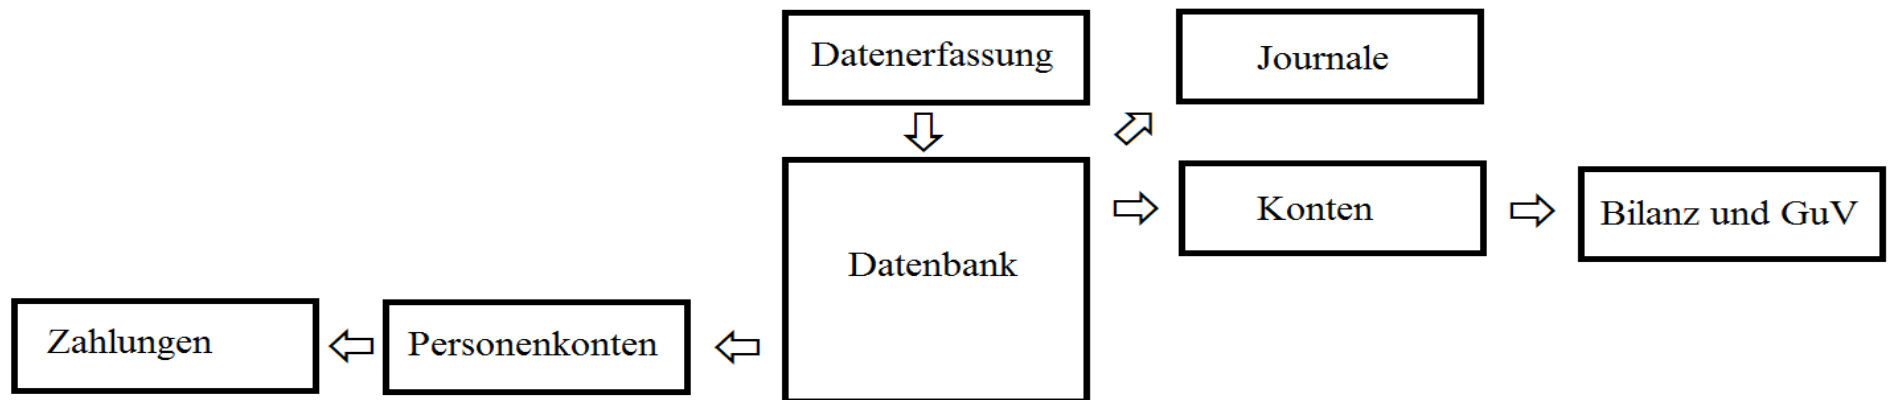 Datenerfassung
Journale
Konten
Bilanz und GuV
Datenbank
Zahlungen
Personenkonten